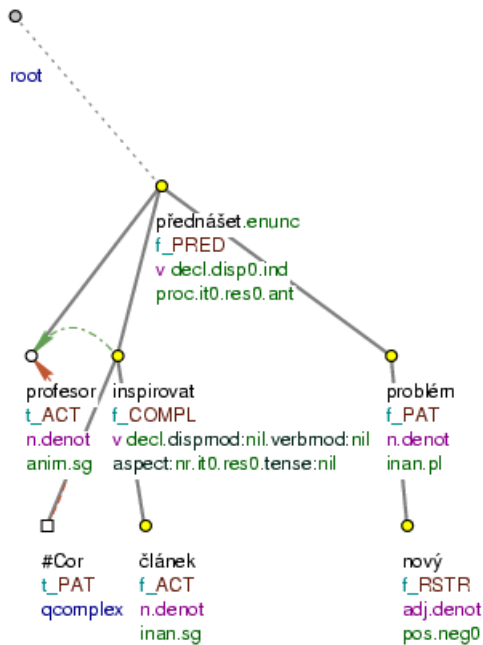 root
přednášet.enunc
f_PRED
v decl.disp0.ind
proc.it0.res0.ant
profesor
t_ACT
n.denot
anim.sg
inspirovat
f_COMPL
v decl.dispmod:nil.verbmod:nil
aspect:nr.it0.res0.tense:nil
problém
f_PAT
n.denot
inan.pl
#Cor
t_PAT
qcomplex
článek
f_ACT
n.denot
inan.sg
nový
f_RSTR
adj.denot
pos.neg0